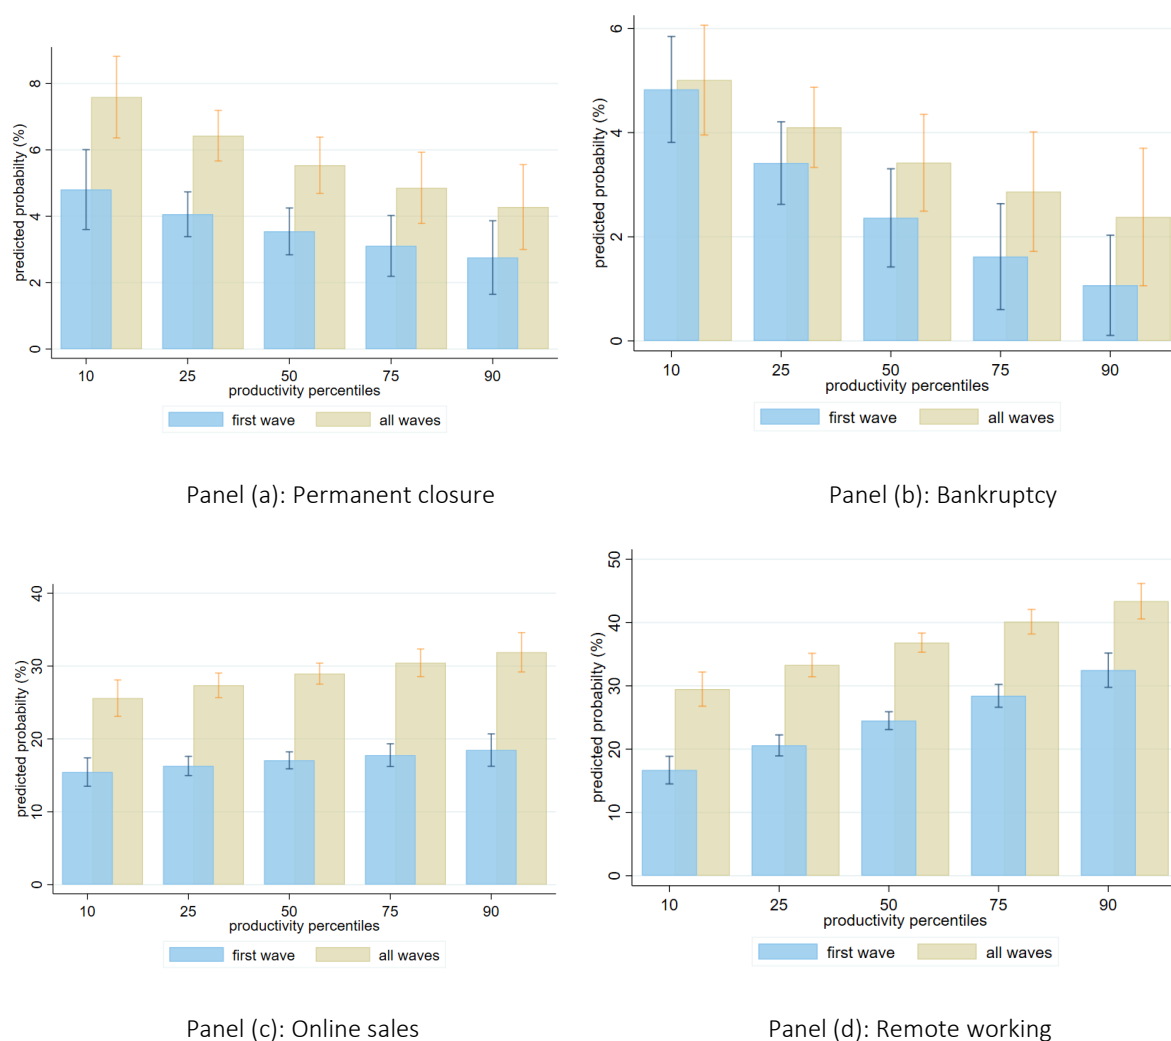 predicted probabilty (%)
8
6
4
2
0
10 25 50 75 90
productivity percentiles
first wave all waves
Panel (a): Permanent closure
predicted probabilty (%)
6
4
2
0
10 25 50 75 90
productivity percentiles
first wave all waves
Panel (b): Bankruptcy
predicted probabilty (%)
40
30
20
10
0
10 25 50 75 90
productivity percentiles
first wave all waves
Panel (c): Online sales
predicted probabilty (%)
50
40
30
20
10
0
10 25 50 75 90
productivity percentiles
first wave all waves
Panel (d): Remote working